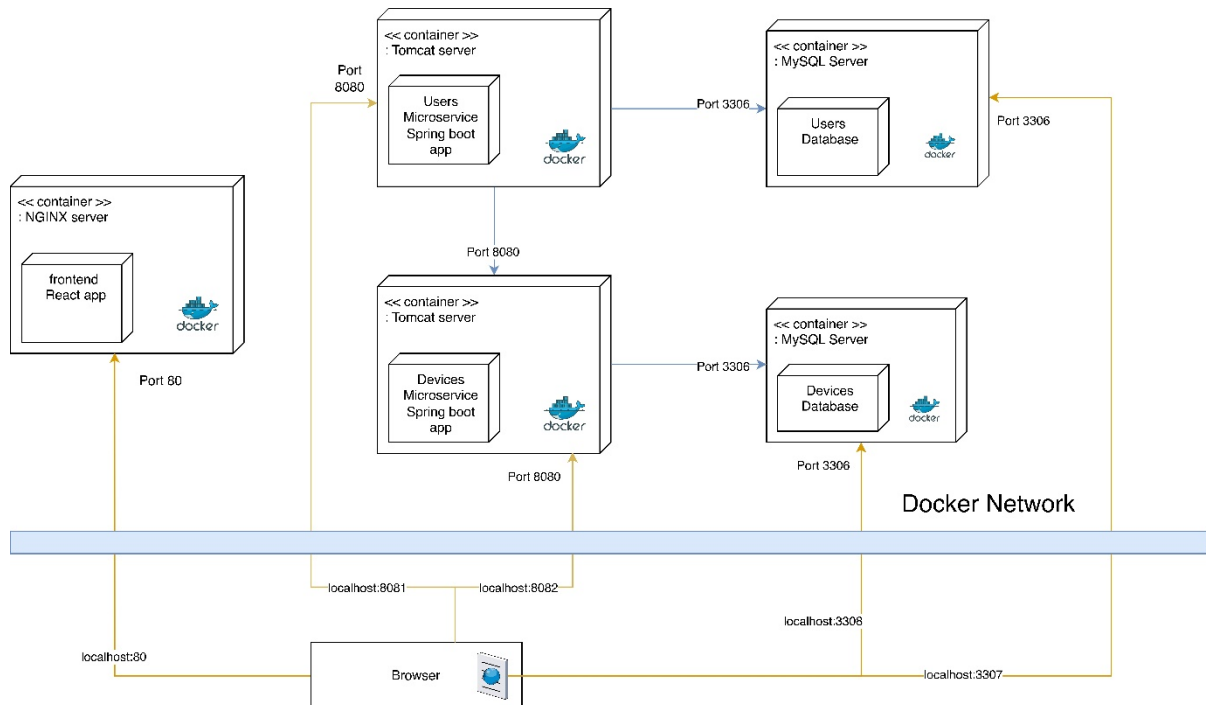 << container >>
: Tomcat server
Users
Microservice
Spring boot
app
docker
Port
8080
Port 3306
<< container >>
: MySQL Server
Users
Database
docker
Port 3306
<< container >>
: NGINX server
frontend
React app
docker
Port 80
Port 8080
<< container >>
: Tomcat server
Devices
Microservice
Spring boot
app
docker
Port 8080
Port 3306
<< container >>
: MySQL Server
Devices
Database
docker
Port 3306
Docker Network
localhost:8081
localhost:8082
localhost:3306
localhost:80
Browser
localhost:3307